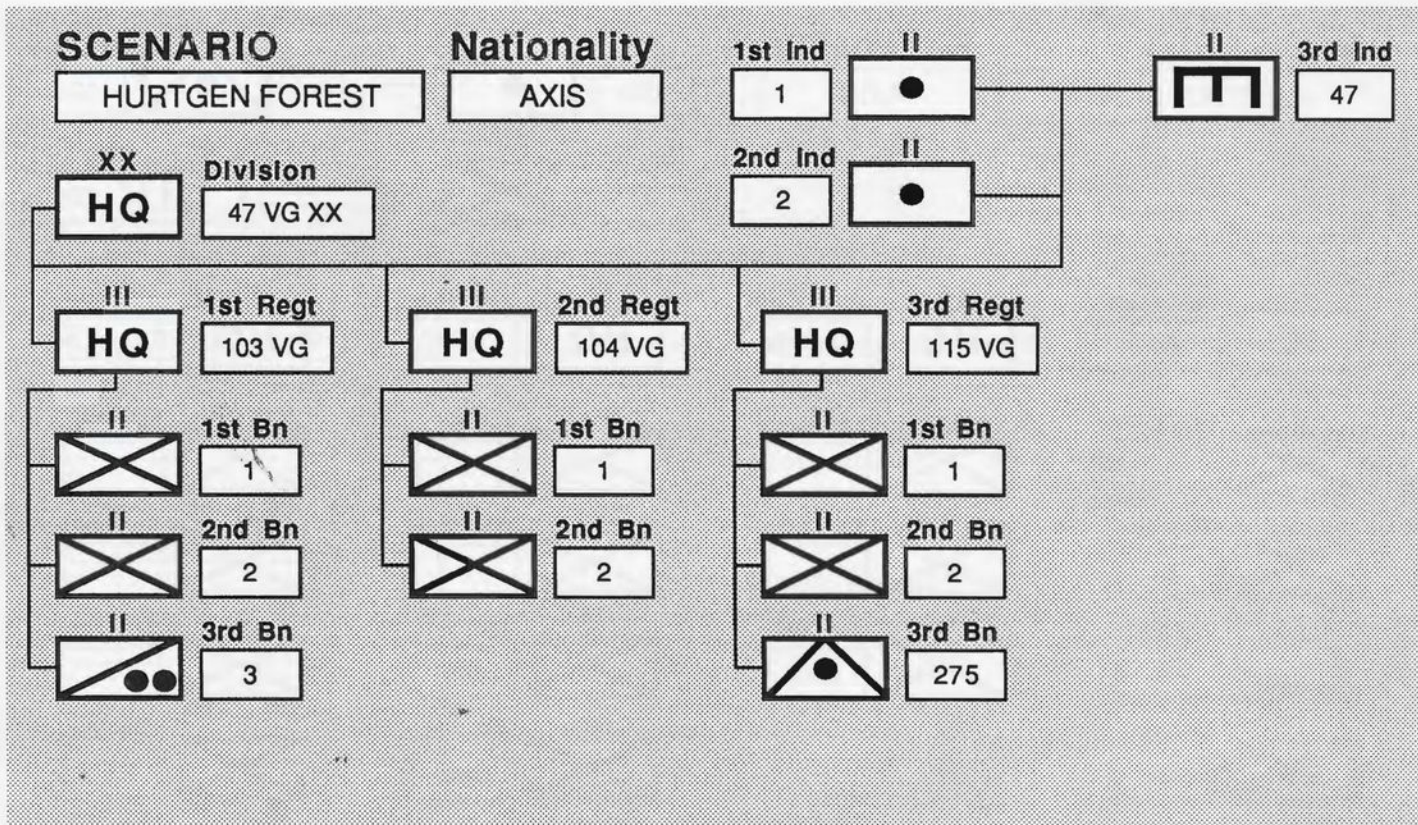 SCENARIO
HURTGEN FOREST
Nationality
AXIS
1st Ind
1
II
II
3rd Ind
47
2nd Ind
2
II
XX
HQ
Division
47 VG XX
III
HQ
1st Regt
103 VG
III
HQ
2nd Regt
104 VG
III
HQ
3rd Regt
115 VG
II
1st Bn
1
II
1st Bn
1
II
1st Bn
1
II
2nd Bn
2
II
2nd Bn
2
II
2nd Bn
2
II
3rd Bn
3
II
3rd Bn
275